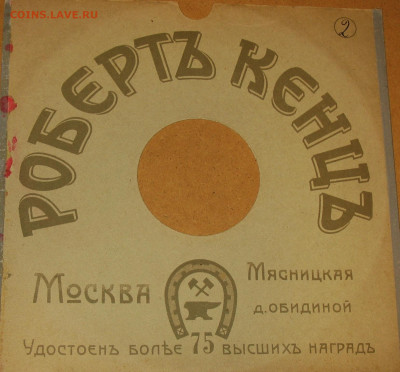 COINS.LAVE.RU
2
РОБЕРТЪ КЕНЦЪ
МОСКВА
МЯСНИЦКАЯ
Д. ОБИДИНОЙ
УДОСТОЕНЪ БОЛѢЕ 75 ВЫСШИХЪ НАГРАДЪ